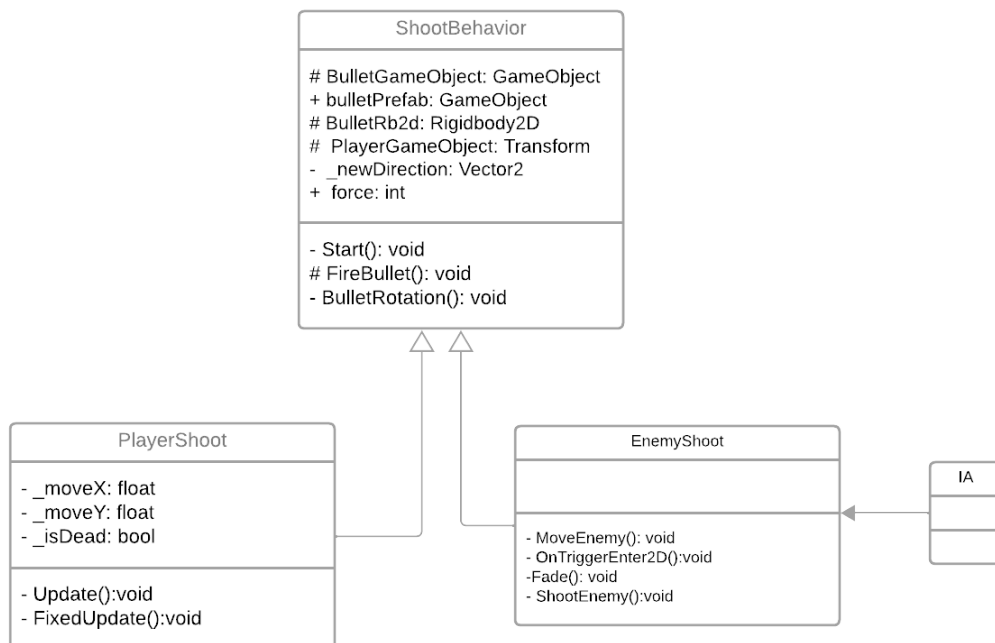 ShootBehavior
# BulletGameObject: GameObject
+ bulletPrefab: GameObject
# BulletRb2d: Rigidbody2D
# PlayerGameObject: Transform
- _newDirection: Vector2
+ force: int
- Start(): void
# FireBullet(): void
- BulletRotation(): void
PlayerShoot
- _moveX: float
- _moveY: float
- _isDead: bool
- Update():void
- FixedUpdate():void
EnemyShoot
- MoveEnemy(): void
- OnTriggerEnter2D():void
-Fade(): void
- ShootEnemy():void
IA